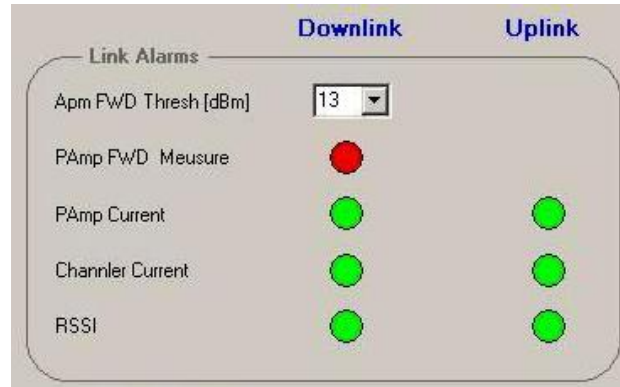 Downlink Uplink
Link Alarms
Apm FWD Thresh [dBm] 13
PAmp FWD Meusure
PAmp Current
Channler Current
RSSI